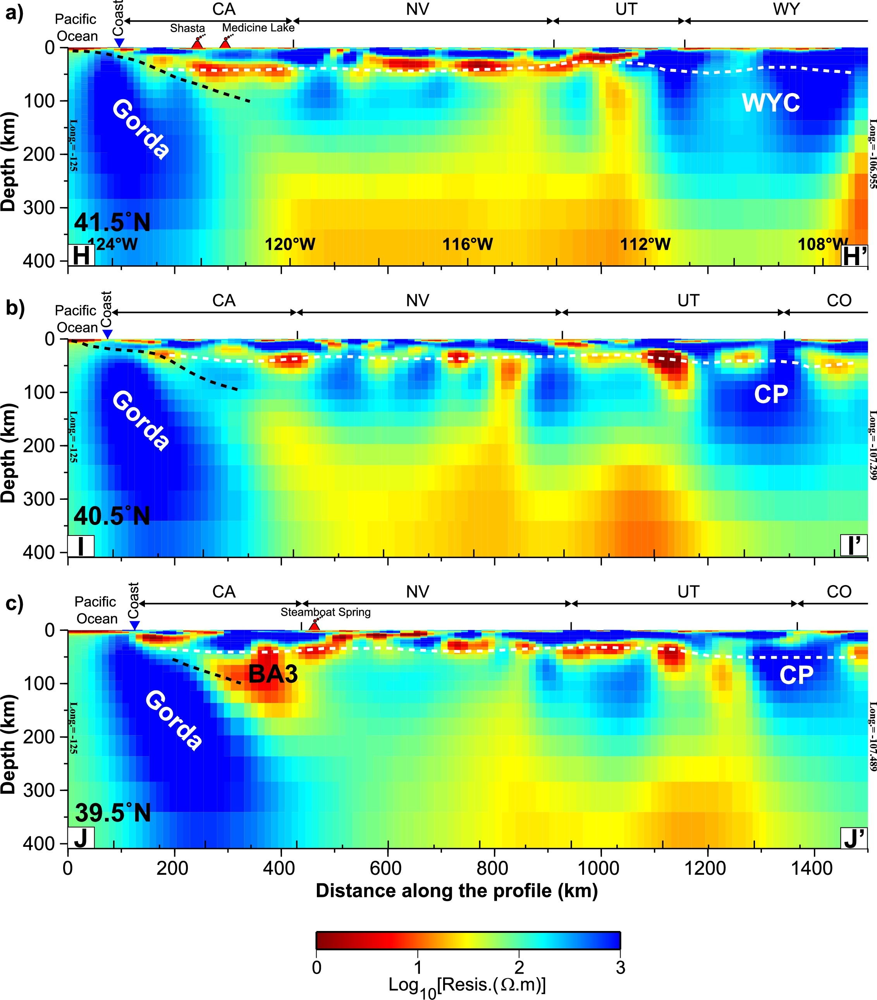 a)
CA
NV
UT
WY
Pacific
Ocean
Coast
Shasta
Medicine Lake
0
100
200
300
400
Depth (km)
Long.= -125
Long.= -106.955
Gorda
WYC
41.5°N
124°W
120°W
116°W
112°W
108°W
H
H’
b)
CA
NV
UT
CO
Pacific
Ocean
Coast
0
100
200
300
400
Depth (km)
Long.= -125
Long.= -107.299
Gorda
CP
40.5°N
I
I’
c)
CA
NV
UT
CO
Pacific
Ocean
Coast
Steamboat Spring
0
100
200
300
400
Depth (km)
Long.= -125
Long.= -107.489
BA3
CP
Gorda
39.5°N
J
J’
0 200 400 600 800 1000 1200 1400
Distance along the profile (km)
0 1 2 3
Log10[Resis.(Ω.m)]